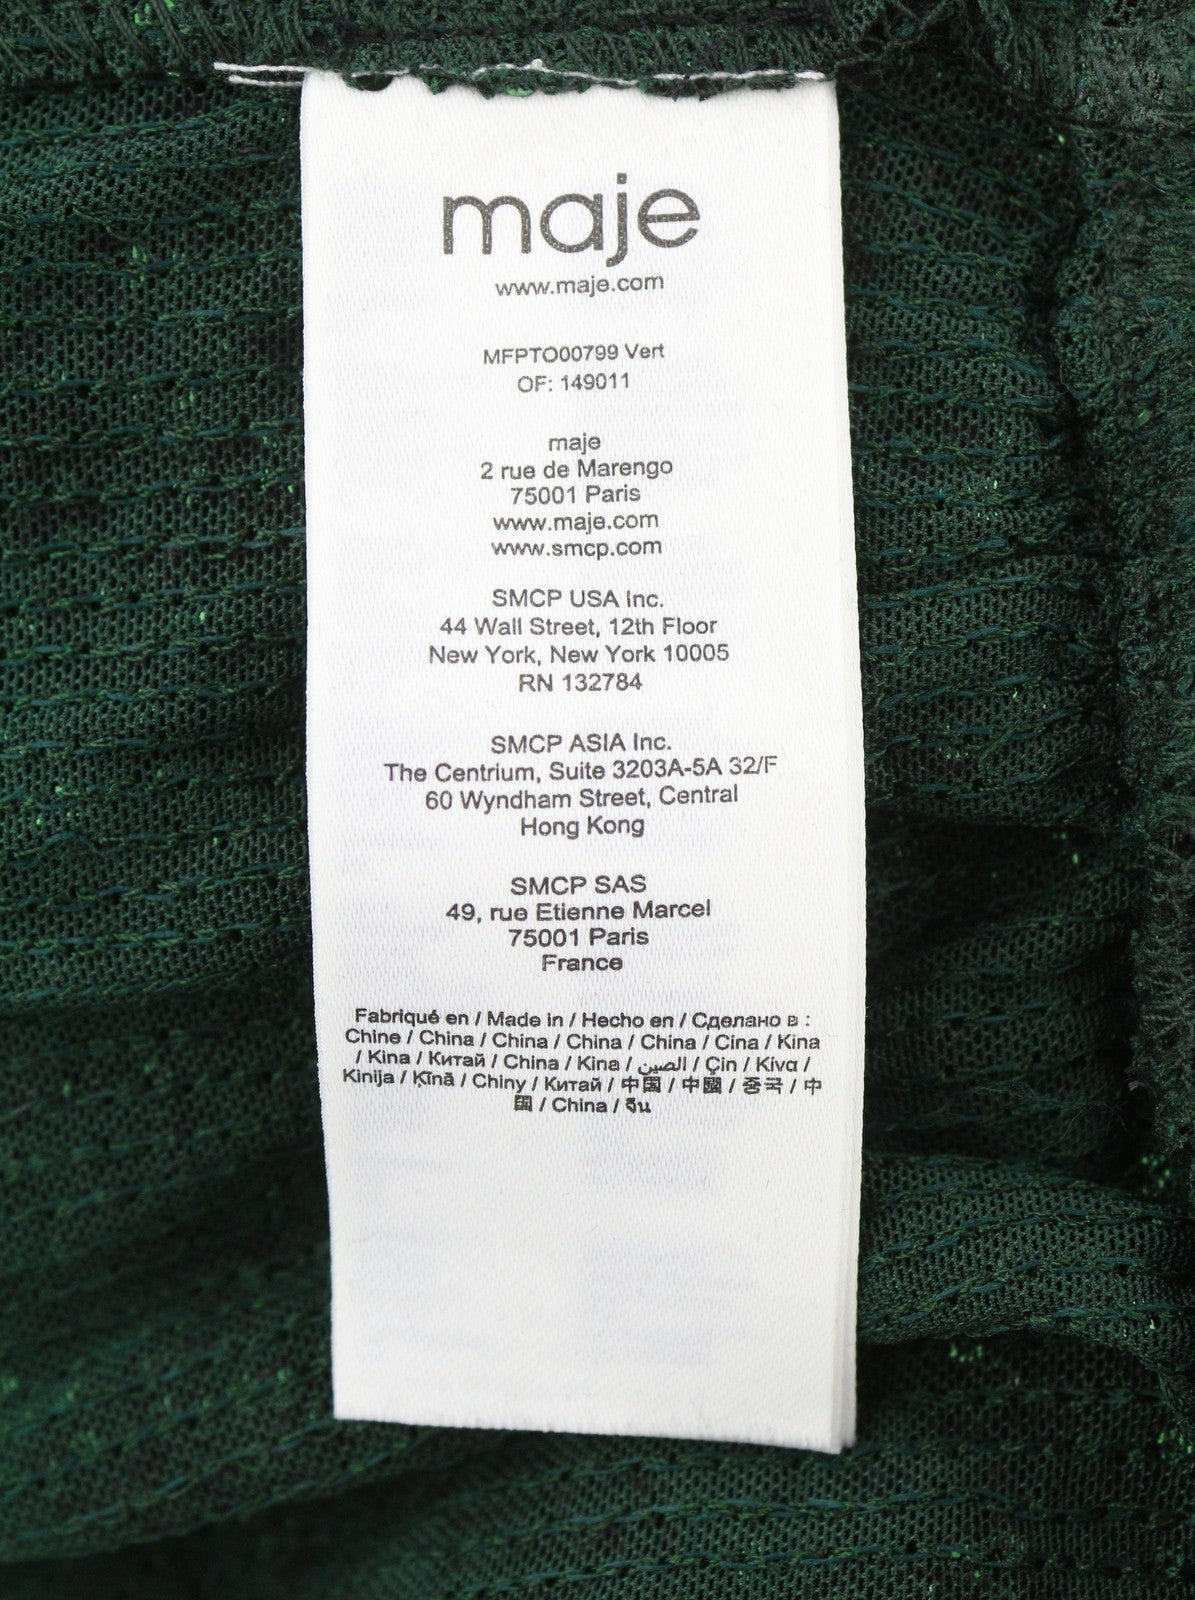 maje
www.maje.com
MFPTO00799 Vert
OF: 149011
maje
2 rue de Marengo
75001 Paris
www.maje.com
www.smcp.com
SMCP USA Inc.
44 Wall Street, 12th Floor
New York, New York 10005
RN 132784
SMCP ASIA Inc.
The Centrium, Suite 3203A-5A 32/F
60 Wyndham Street, Central
Hong Kong
SMCP SAS
49, rue Etienne Marcel
75001 Paris
France
Fabriqué en / Made in / Hecho en / Сделано в :
Chine / China / China / China / China / Cina / Kina
/ Kina / Китай / China / Kina / الصين / Çin / Κίνα /
Kinija / Ķīnā / Chiny / Китай / 中国 / 中國 / 중국 / 中
国 / China / จีน